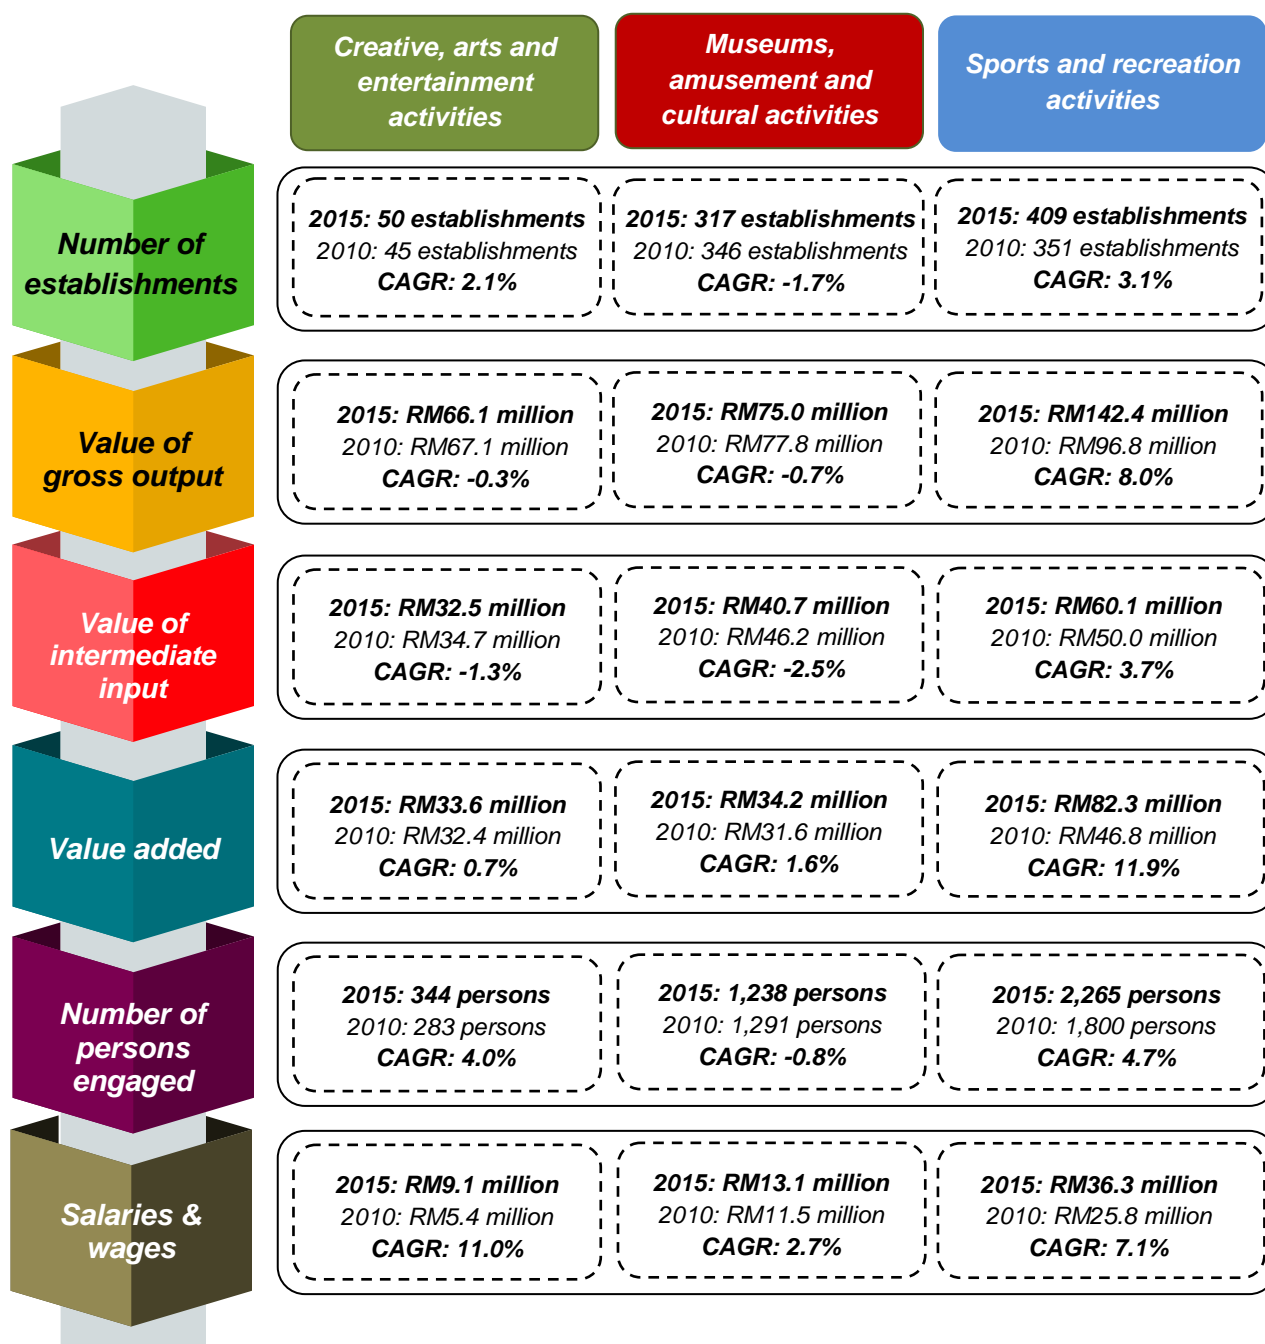 Creative, arts and
entertainment
activities
Museums,
amusement and
cultural activities
Sports and recreation
activities
Number of
establishments
2015: 50 establishments
2010: 45 establishments
CAGR: 2.1%
2015: 317 establishments
2010: 346 establishments
CAGR: -1.7%
2015: 409 establishments
2010: 351 establishments
CAGR: 3.1%
Value of
gross output
2015: RM66.1 million
2010: RM67.1 million
CAGR: -0.3%
2015: RM75.0 million
2010: RM77.8 million
CAGR: -0.7%
2015: RM142.4 million
2010: RM96.8 million
CAGR: 8.0%
Value of
intermediate
input
2015: RM32.5 million
2010: RM34.7 million
CAGR: -1.3%
2015: RM40.7 million
2010: RM46.2 million
CAGR: -2.5%
2015: RM60.1 million
2010: RM50.0 million
CAGR: 3.7%
Value added
2015: RM33.6 million
2010: RM32.4 million
CAGR: 0.7%
2015: RM34.2 million
2010: RM31.6 million
CAGR: 1.6%
2015: RM82.3 million
2010: RM46.8 million
CAGR: 11.9%
Number of
persons
engaged
2015: 344 persons
2010: 283 persons
CAGR: 4.0%
2015: 1,238 persons
2010: 1,291 persons
CAGR: -0.8%
2015: 2,265 persons
2010: 1,800 persons
CAGR: 4.7%
Salaries &
wages
2015: RM9.1 million
2010: RM5.4 million
CAGR: 11.0%
2015: RM13.1 million
2010: RM11.5 million
CAGR: 2.7%
2015: RM36.3 million
2010: RM25.8 million
CAGR: 7.1%